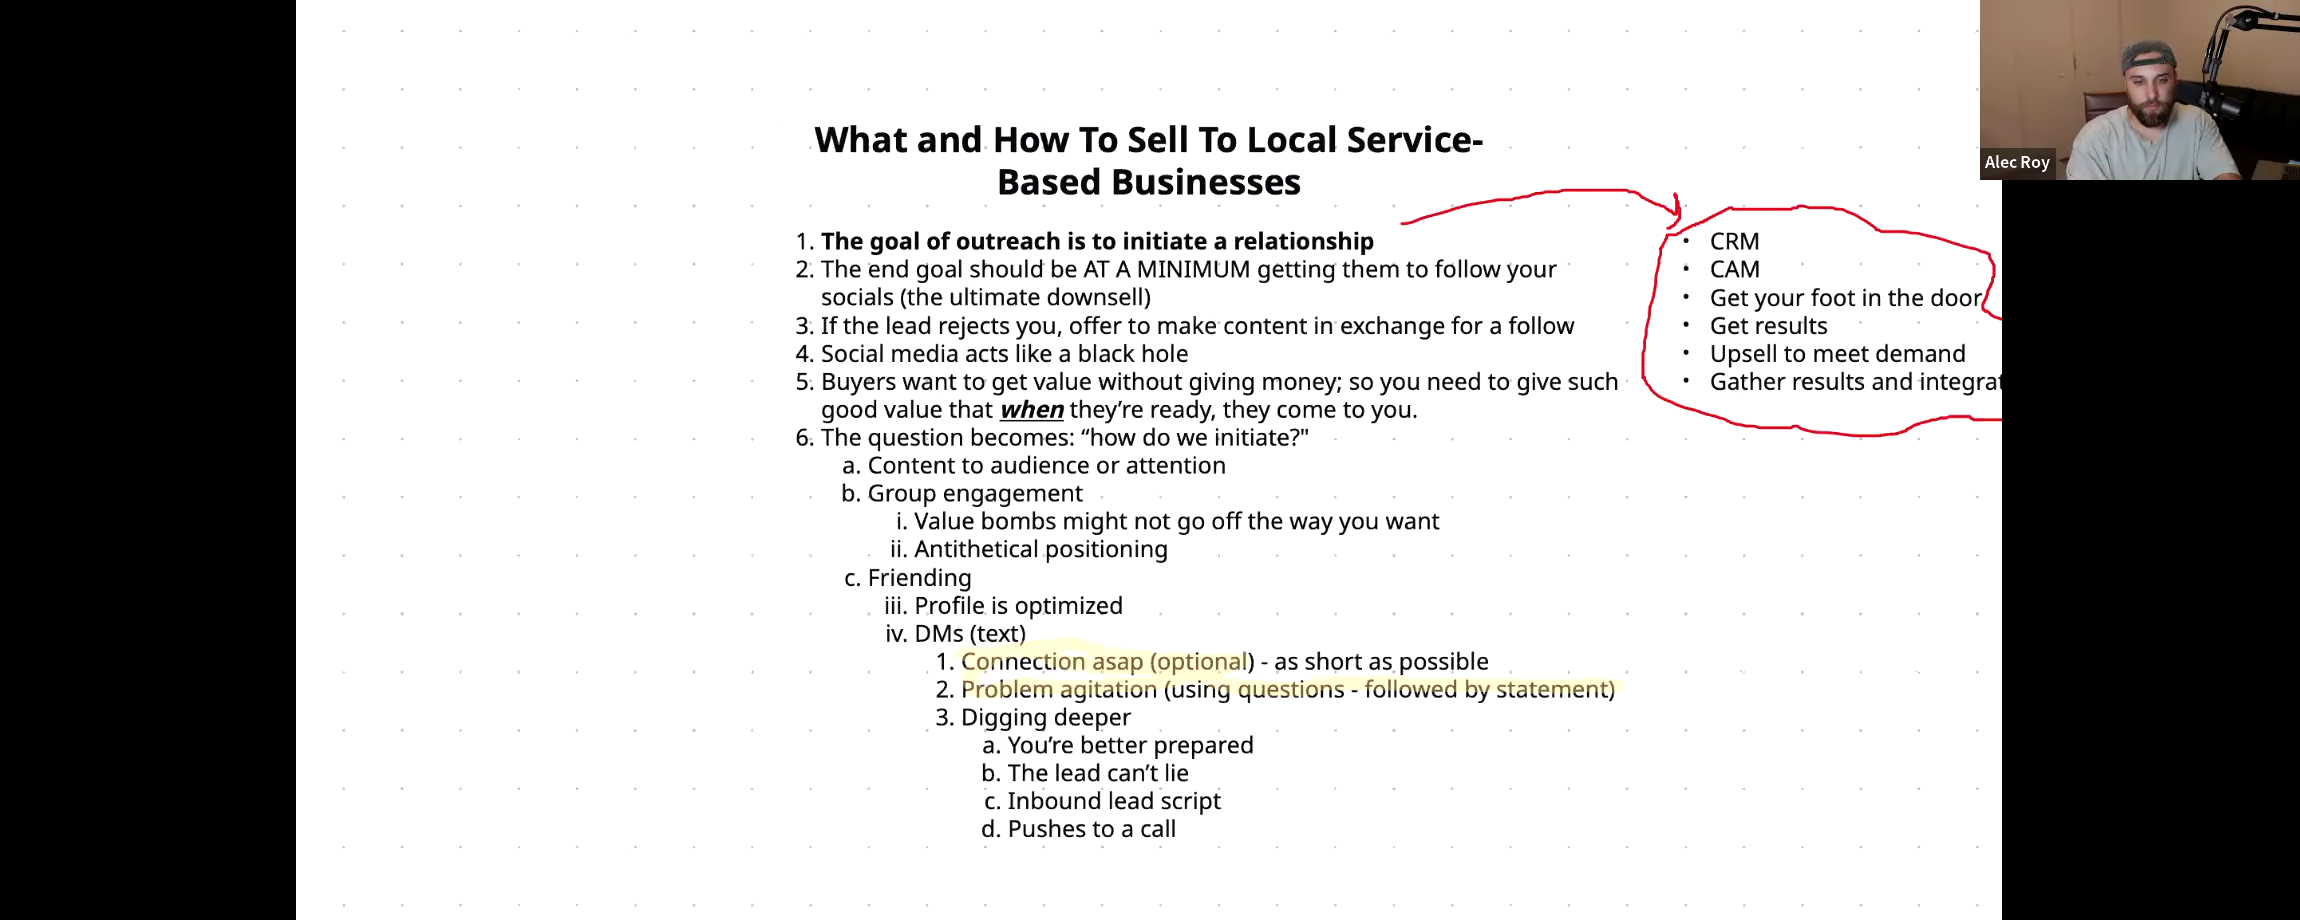 What and How To Sell To Local Service-
Based Businesses
1. The goal of outreach is to initiate a relationship
2. The end goal should be AT A MINIMUM getting them to follow your
socials (the ultimate downsell)
3. If the lead rejects you, offer to make content in exchange for a follow
4. Social media acts like a black hole
5. Buyers want to get value without giving money; so you need to give such
good value that when they’re ready, they come to you.
6. The question becomes: “how do we initiate?"
a. Content to audience or attention
b. Group engagement
i. Value bombs might not go off the way you want
ii. Antithetical positioning
c. Friending
iii. Profile is optimized
iv. DMs (text)
1. Connection asap (optional) - as short as possible
2. Problem agitation (using questions - followed by statement)
3. Digging deeper
a. You’re better prepared
b. The lead can’t lie
c. Inbound lead script
d. Pushes to a call
• CRM
• CAM
• Get your foot in the door
• Get results
• Upsell to meet demand
• Gather results and
Alec Roy